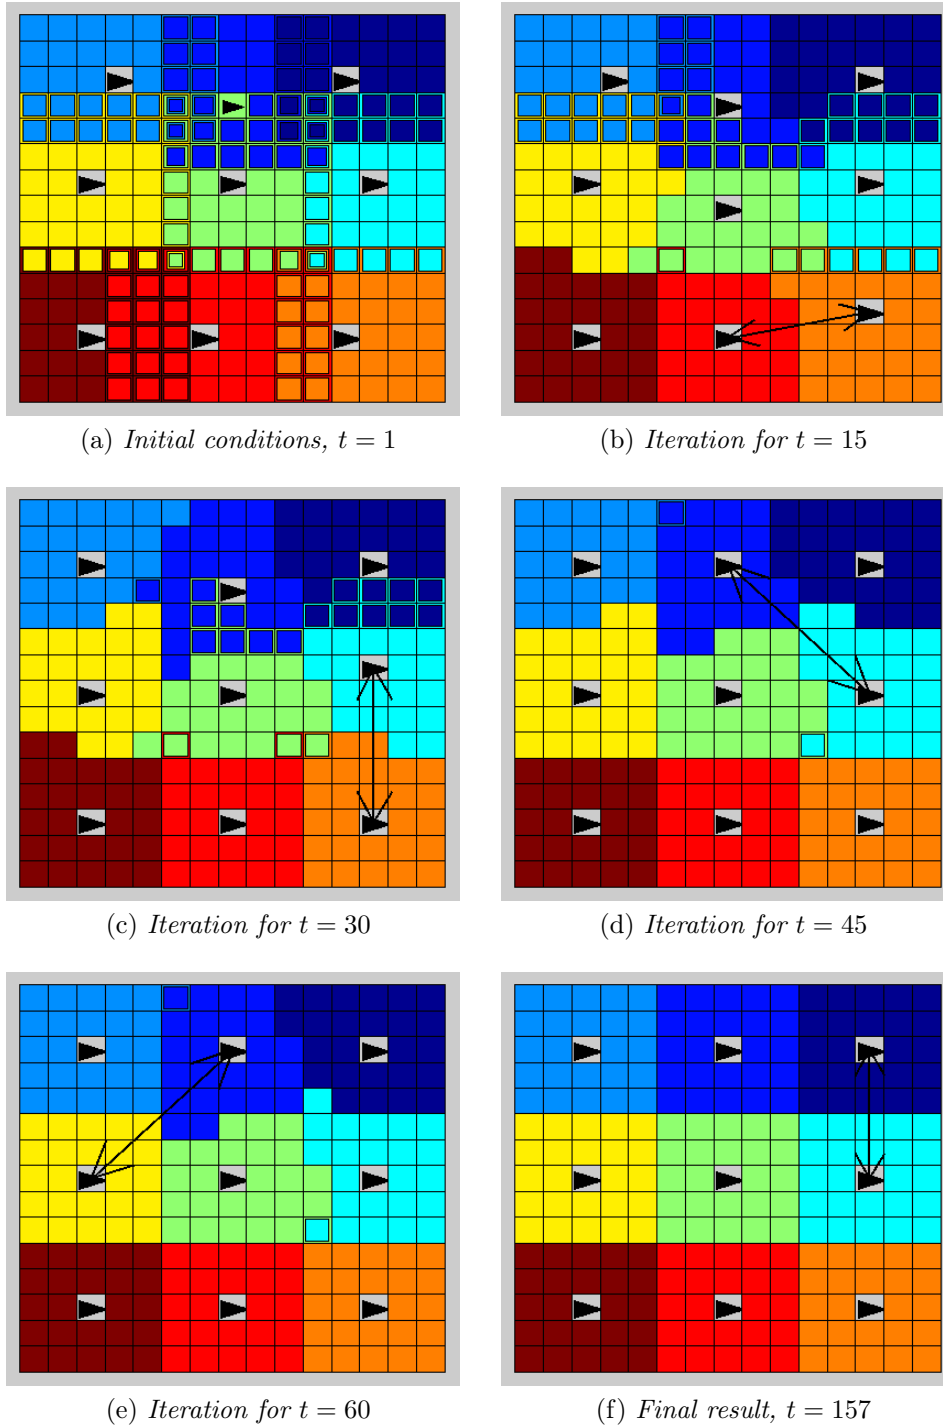 (a) Initial conditions, t = 1
(b) Iteration for t = 15
(c) Iteration for t = 30
(d) Iteration for t = 45
(e) Iteration for t = 60
(f) Final result, t = 157